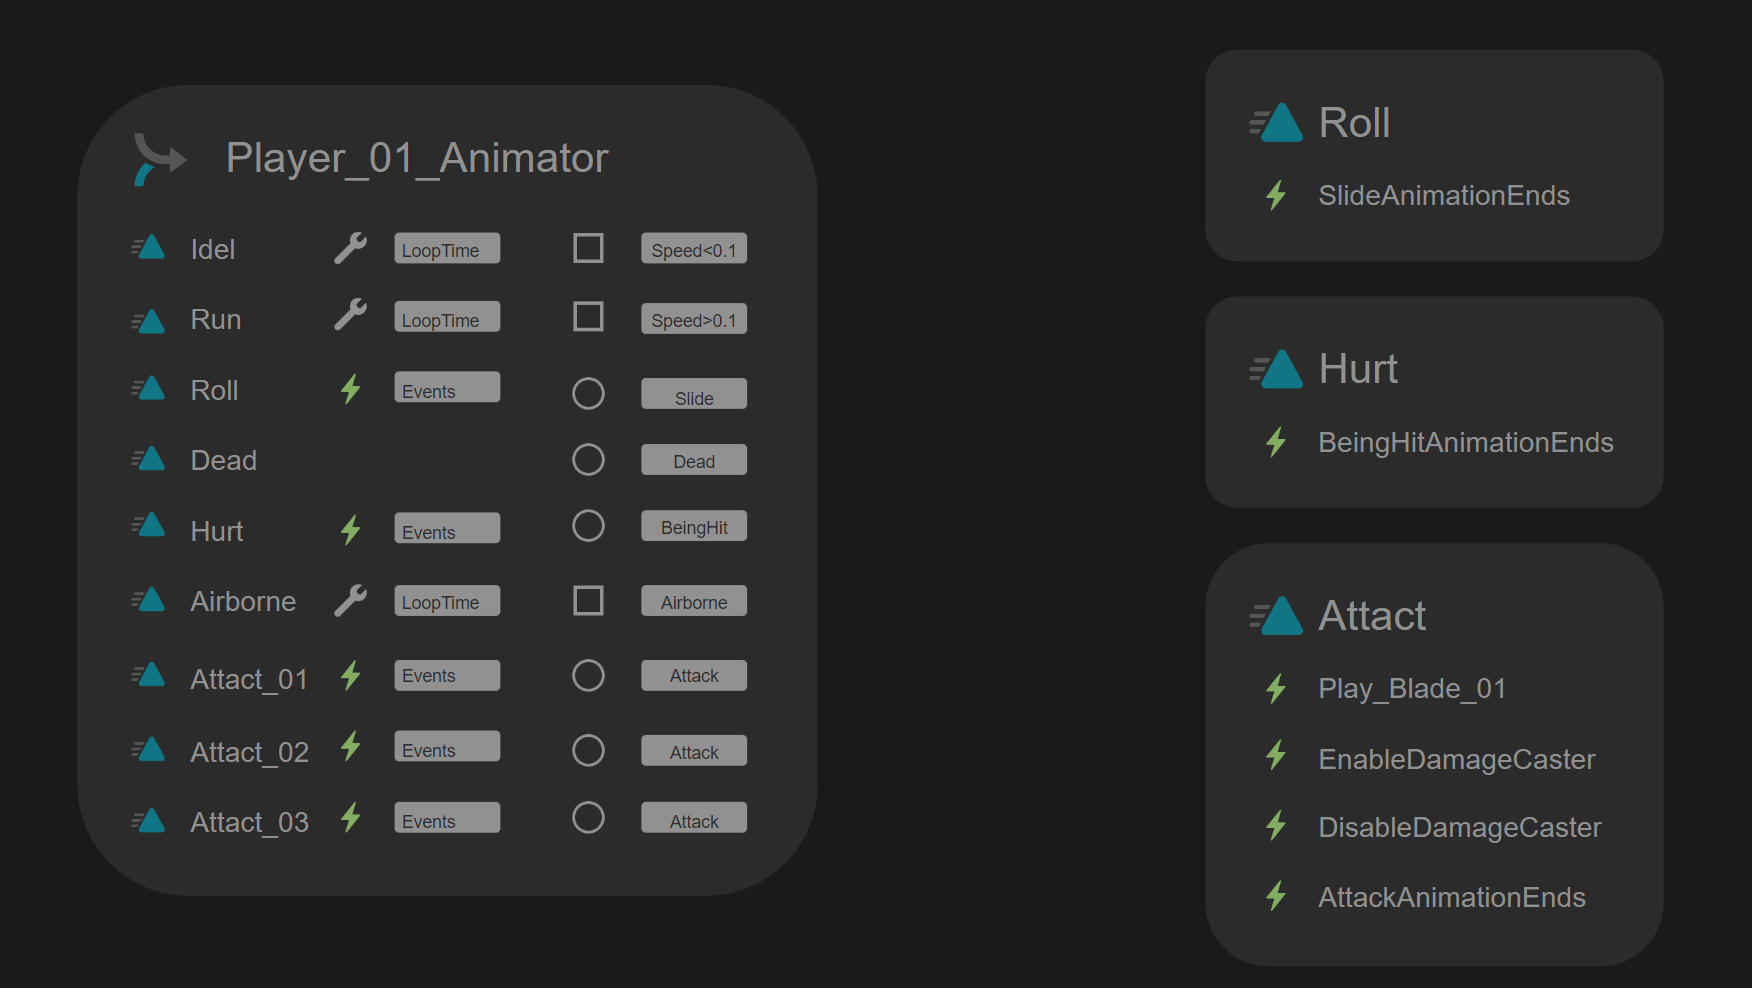 Player_01_Animator
Idel LoopTime Speed<0.1
Run LoopTime Speed>0.1
Roll Events Slide
Dead Dead
Hurt Events BeingHit
Airborne LoopTime Airborne
Attact_01 Events Attack
Attact_02 Events Attack
Attact_03 Events Attack
Roll
SlideAnimationEnds
Hurt
BeingHitAnimationEnds
Attact
Play_Blade_01
EnableDamageCaster
DisableDamageCaster
AttackAnimationEnds